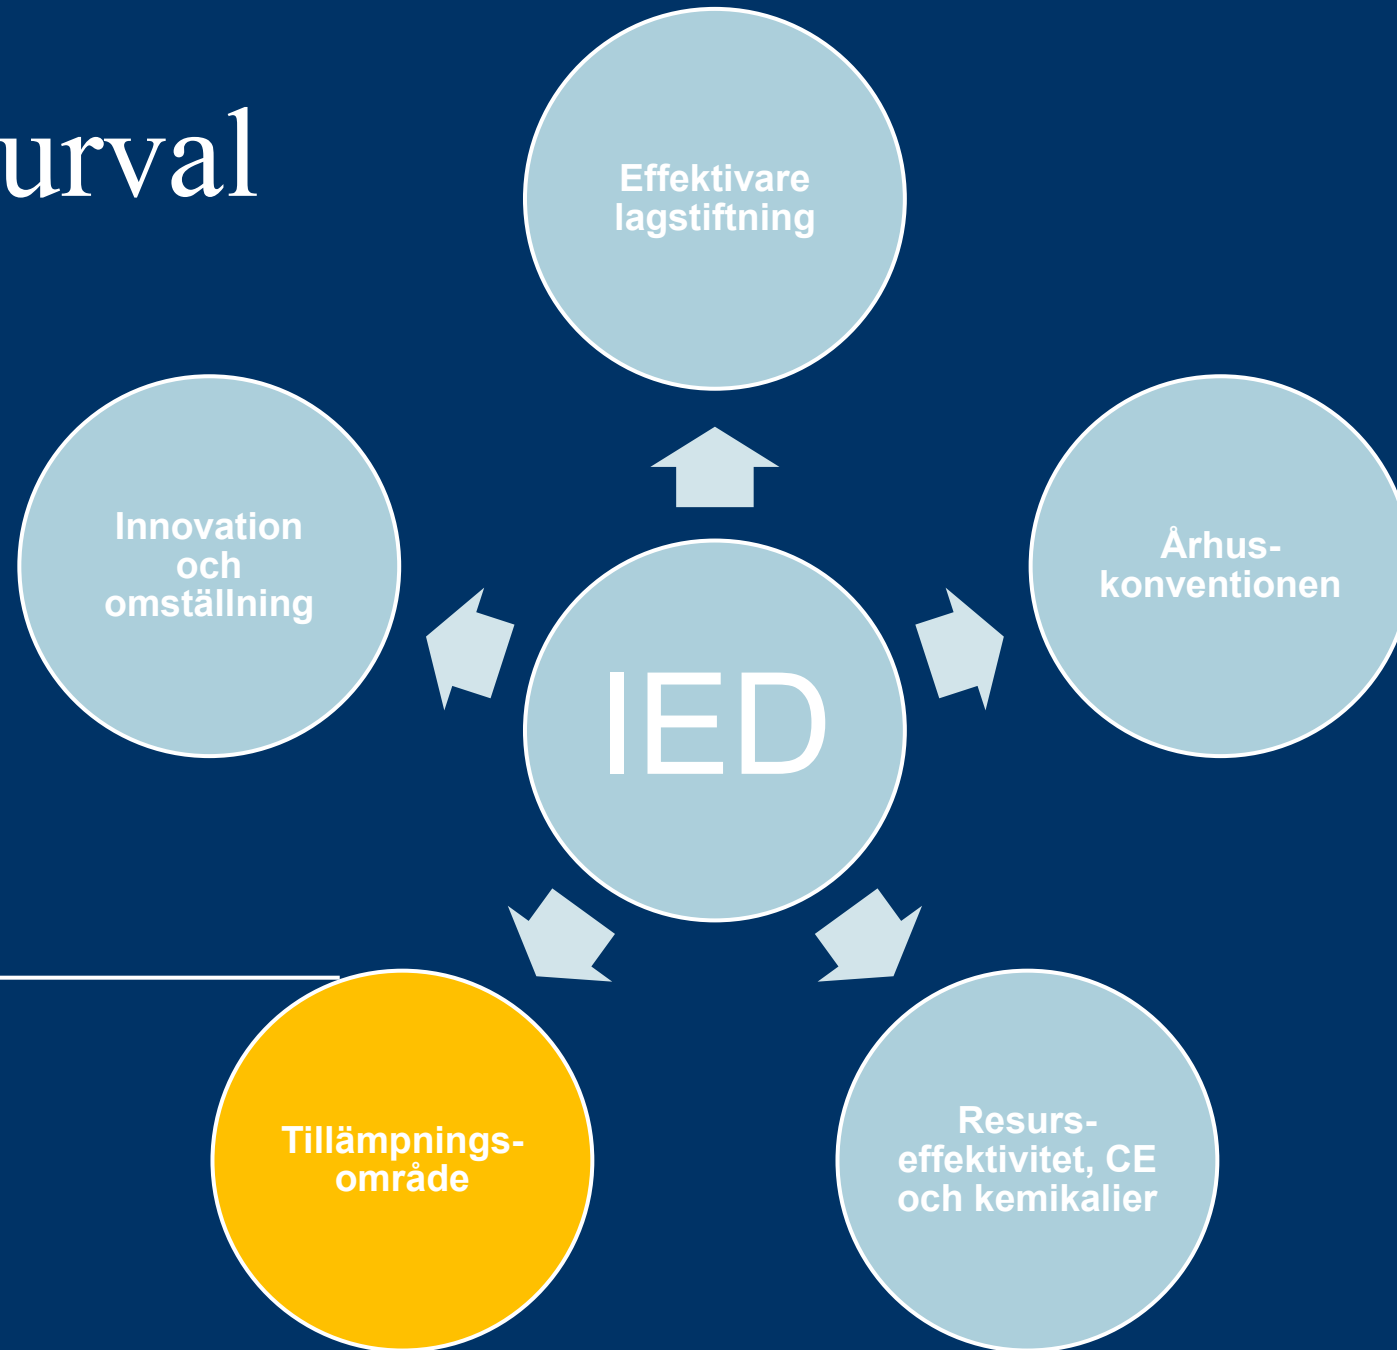 urval
Effektivare
lagstiftning
Innovation
och
omställning
Århus-
konventionen
IED
Tillämpnings-
område
Resurs-
effektivitet, CE
och kemikalier